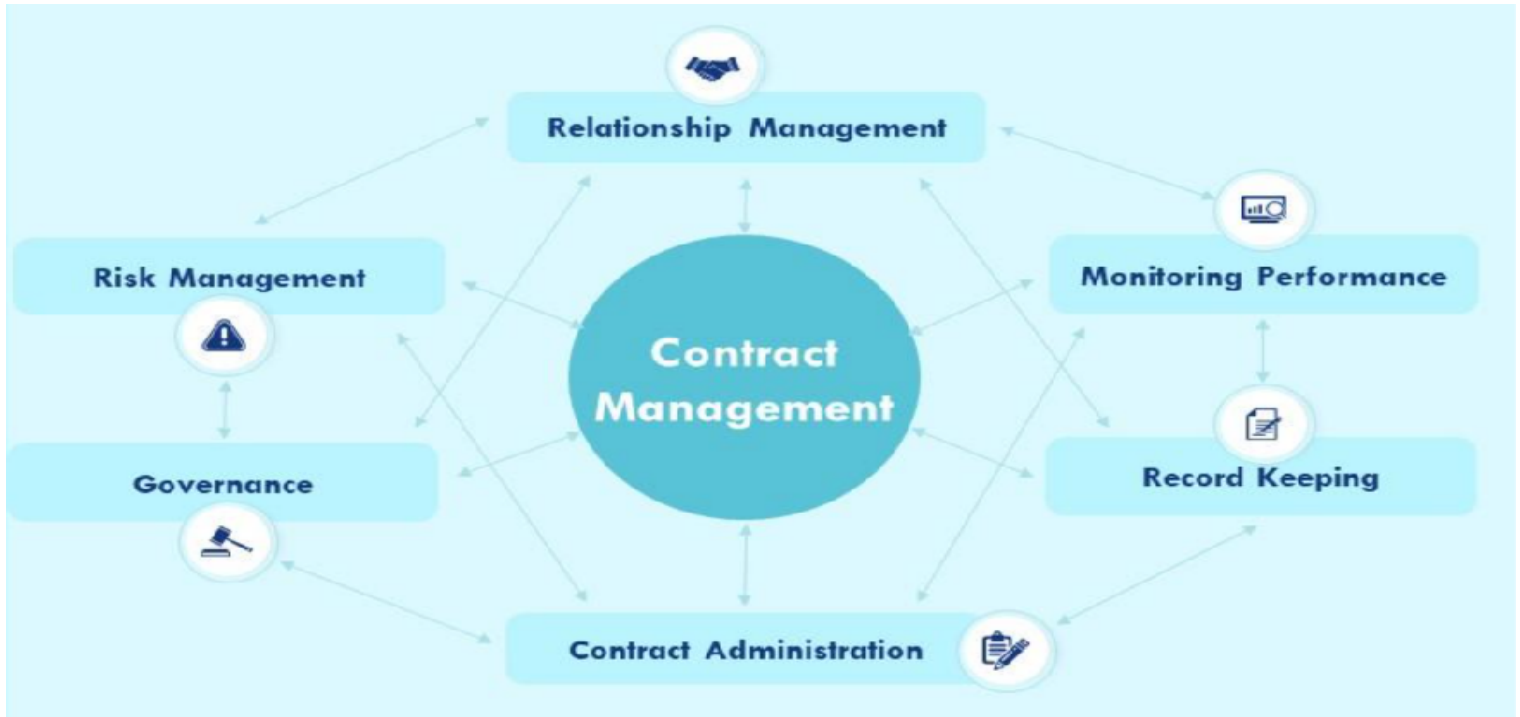 Relationship Management
Risk Management
Monitoring Performance
Contract
Management
Governance
Record Keeping
Contract Administration